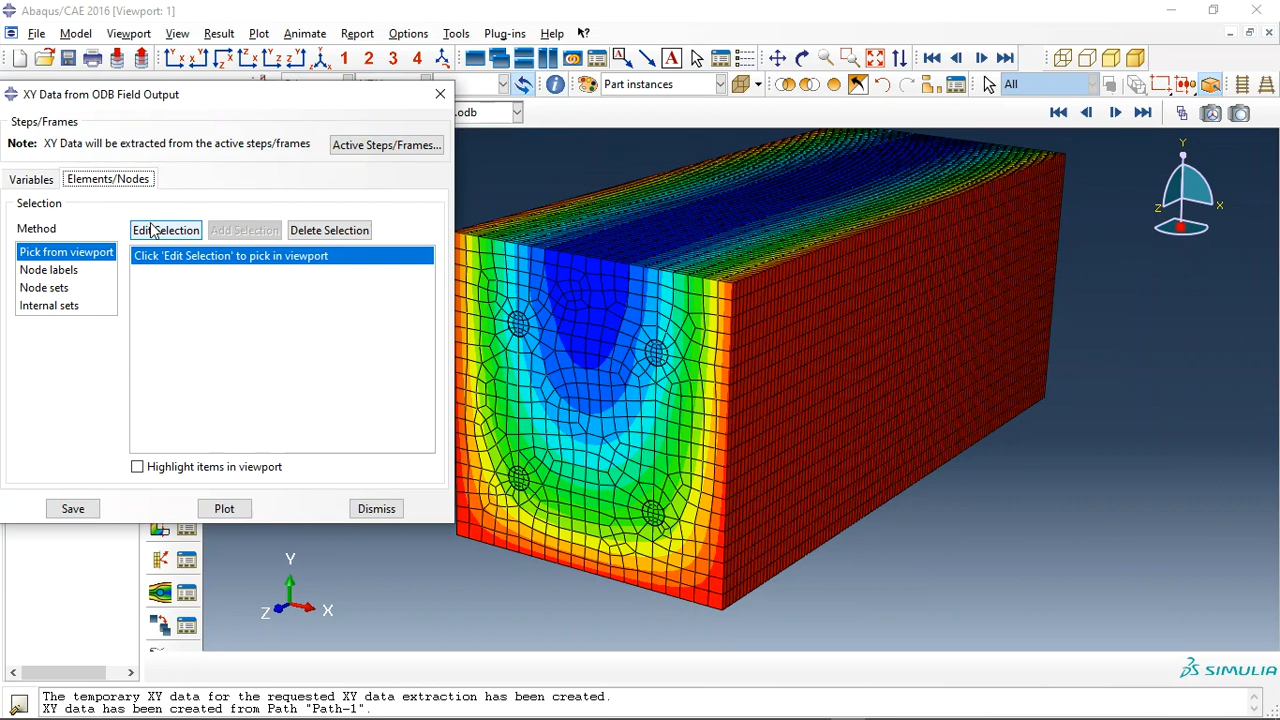 Abaqus/CAE 2016 [Viewport: 1]
File Model Viewport View Result Plot Animate Report Options Tools Plug-ins Help
1 2 3 4 A
Part instances All
XY Data from ODB Field Output
.odb
Steps/Frames
Note: XY Data will be extracted from the active steps/frames Active Steps/Frames...
Variables Elements/Nodes
Selection
Method Edit Selection Add Selection Delete Selection
Pick from viewport Click 'Edit Selection' to pick in viewport
Node labels
Node sets
Internal sets
Highlight items in viewport
Save Plot Dismiss
Y
Z X
Y
Z X
SIMULIA
The temporary XY data for the requested XY data extraction has been created.
XY data has been created from Path "Path-1".